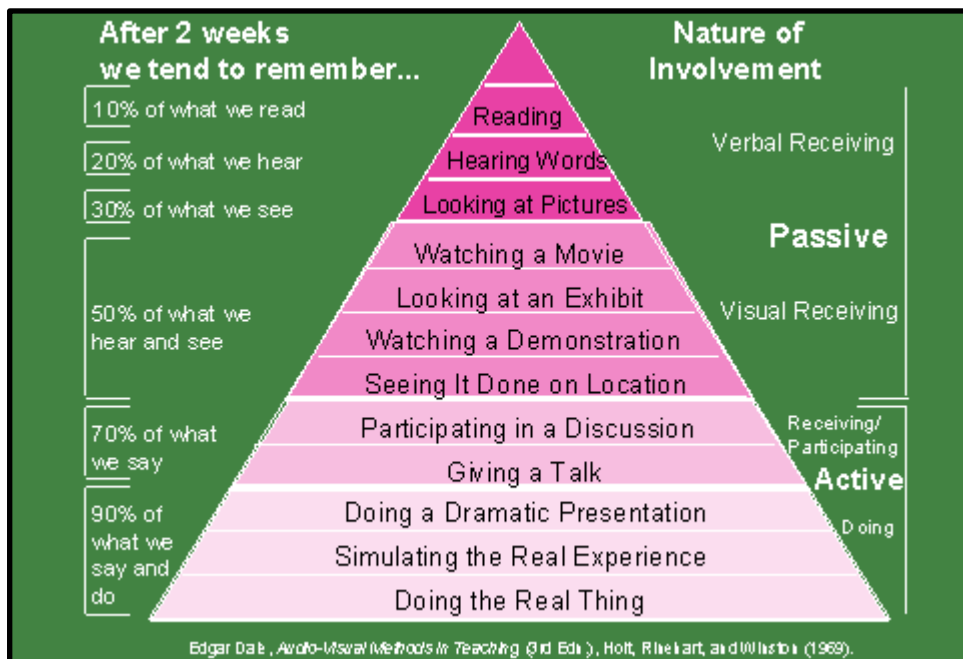 After 2 weeks
we tend to remember...
Nature of
Involvement
10% of what we read
20% of what we hear
30% of what we see
50% of what we
hear and see
70% of what
we say
90% of
what we
say and
do
Reading
Hearing Words
Looking at Pictures
Watching a Movie
Looking at an Exhibit
Watching a Demonstration
Seeing It Done on Location
Participating in a Discussion
Giving a Talk
Doing a Dramatic Presentation
Simulating the Real Experience
Doing the Real Thing
Verbal Receiving
Passive
Visual Receiving
Receiving/
Participating
Active
Doing
Edgar Dale, Audio-Visual Methods in Teaching (3rd Edn.), Holt, Rinehart, and Winston (1969).